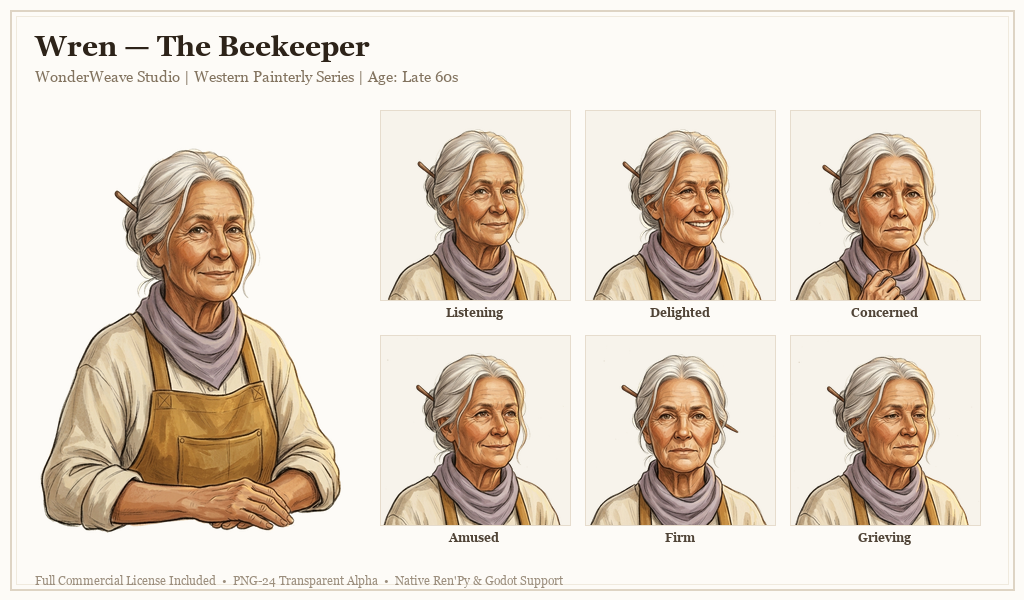 Wren — The Beekeeper
WonderWeave Studio | Western Painterly Series | Age: Late 60s
Listening
Delighted
Concerned
Amused
Firm
Grieving
Full Commercial License Included • PNG-24 Transparent Alpha • Native Ren'Py & Godot Support